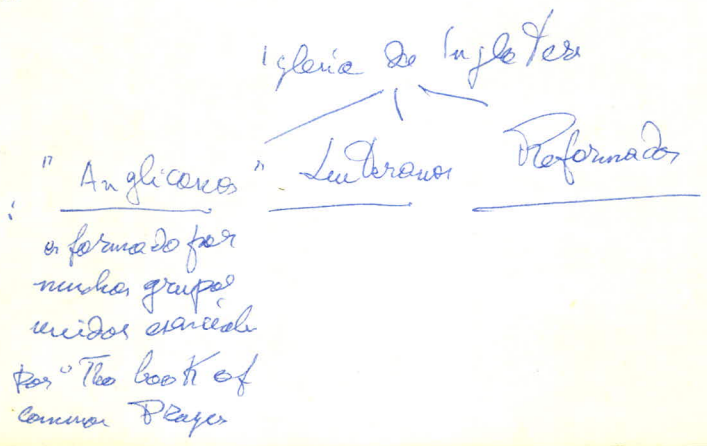 Iglesia de Inglaterra
"Anglicanos" Luteranos Reformados
es formado por
muchos grupos
unidos
por "The book of
common Prayer